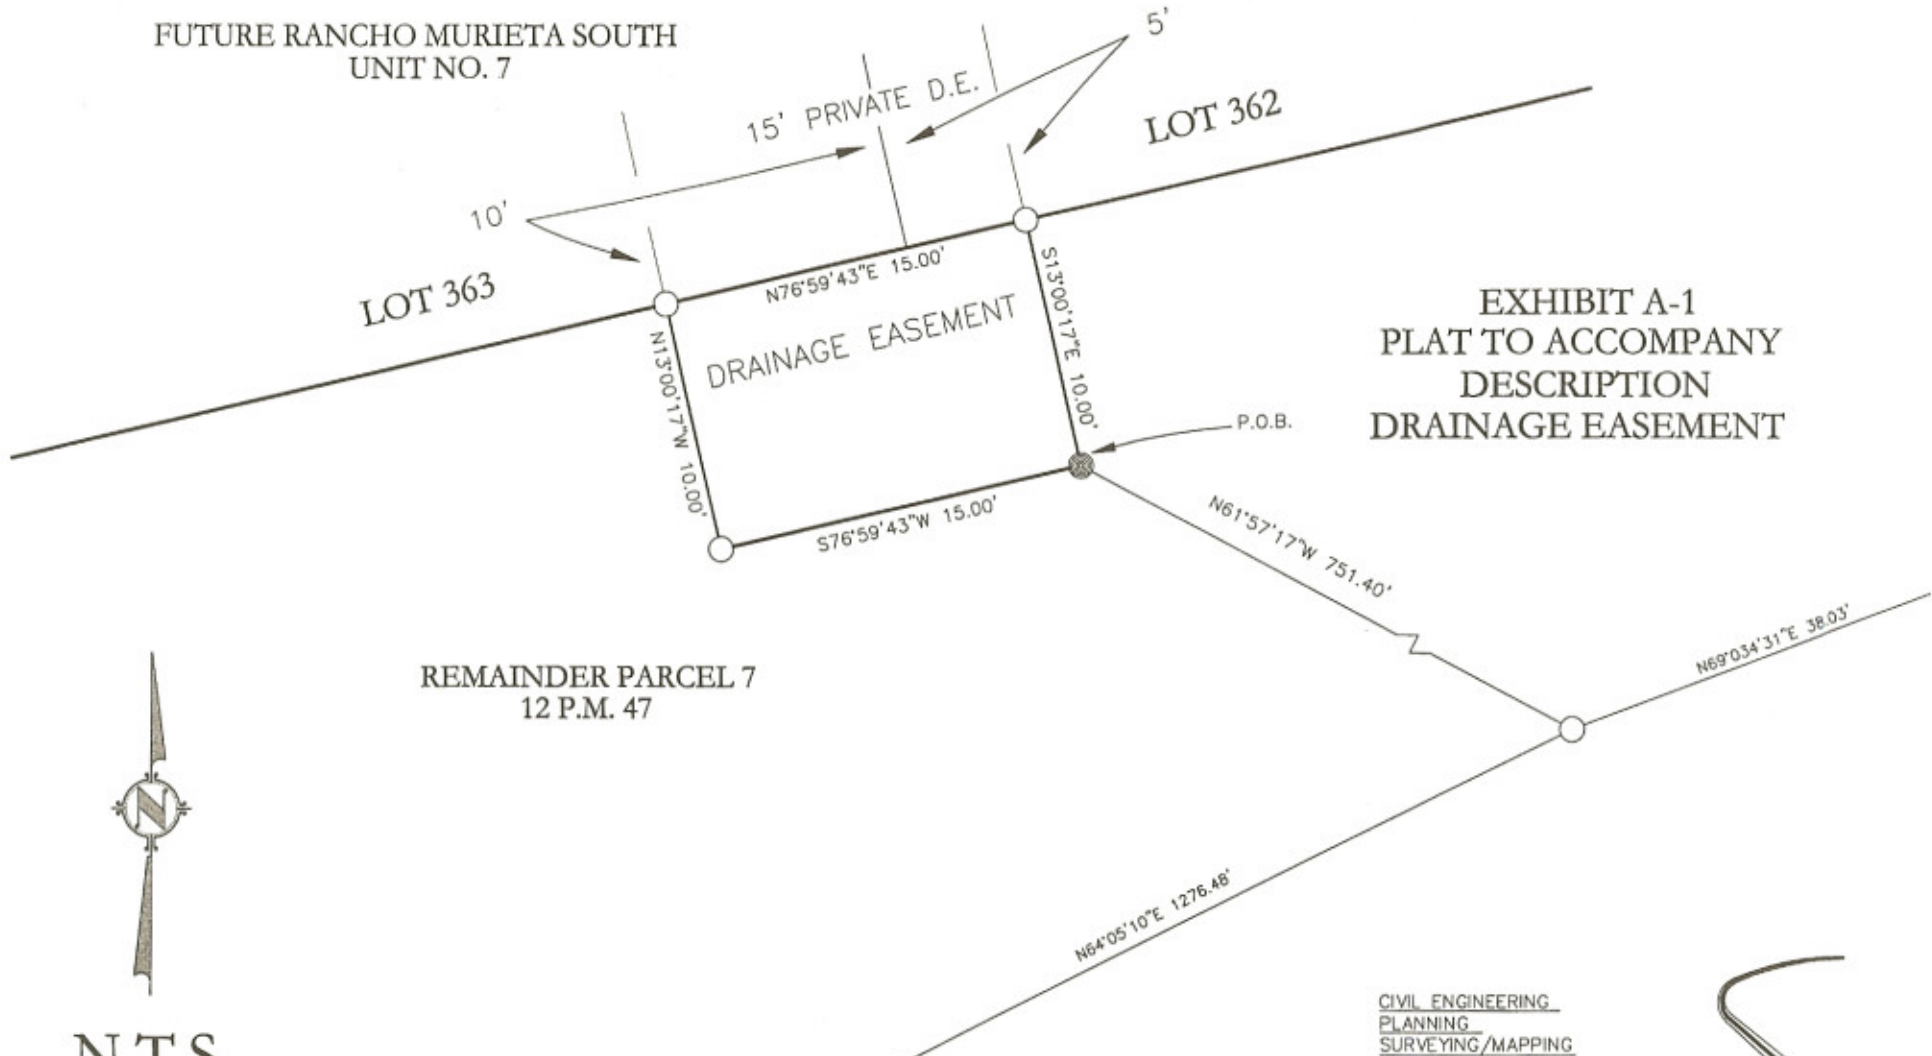 FUTURE RANCHO MURIETA SOUTH
UNIT NO. 7
5'
15' PRIVATE D.E.
LOT 362
10'
LOT 363
N76°59'43"E 15.00'
S13°00'17"E 10.00'
DRAINAGE EASEMENT
N13°00'17"W 10.00'
EXHIBIT A-1
PLAT TO ACCOMPANY
DESCRIPTION
DRAINAGE EASEMENT
P.O.B.
S76°59'43"W 15.00'
N61°57'17"W 751.40'
N69°034'31"E 38.03'
REMAINDER PARCEL 7
12 P.M. 47
N
N64°05'10"E 1276.48'
N.T.S.
CIVIL ENGINEERING
PLANNING
SURVEYING/MAPPING